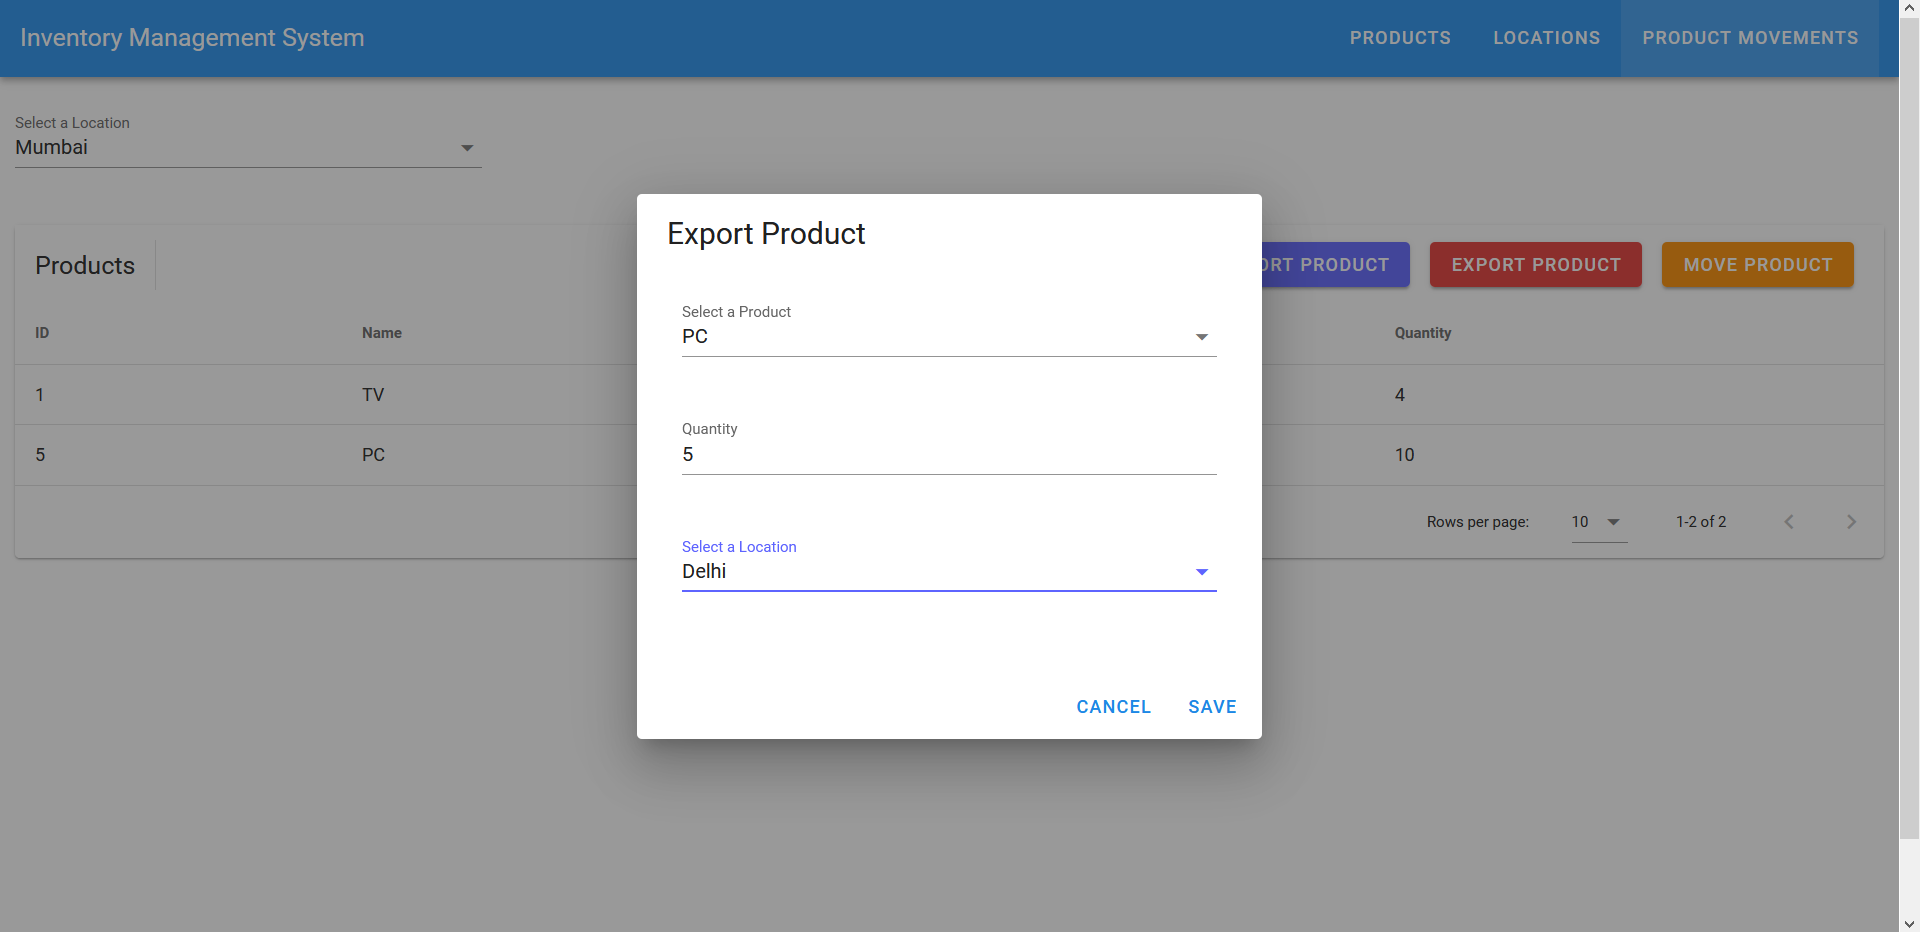 Inventory Management System
PRODUCTS
LOCATIONS
PRODUCT MOVEMENTS
Select a Location
Mumbai
Products
PRODUCT
EXPORT PRODUCT
MOVE PRODUCT
ID
Name
Quantity
1
TV
4
5
PC
10
Rows per page:
10
1-2 of 2
Export Product
Select a Product
PC
Quantity
5
Select a Location
Delhi
CANCEL
SAVE